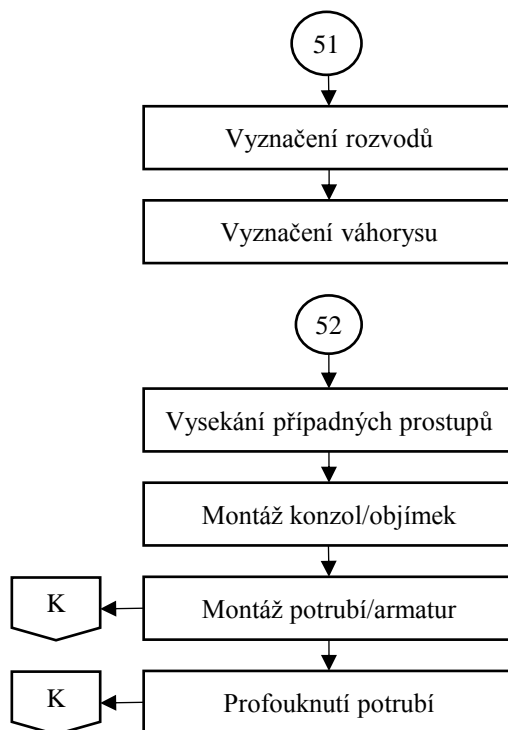 51
Vyznačení rozvodů
Vyznačení váhorysu
52
Vysekání případných prostupů
Montáž konzol/objímek
K
Montáž potrubí/armatur
K
Profouknutí potrubí